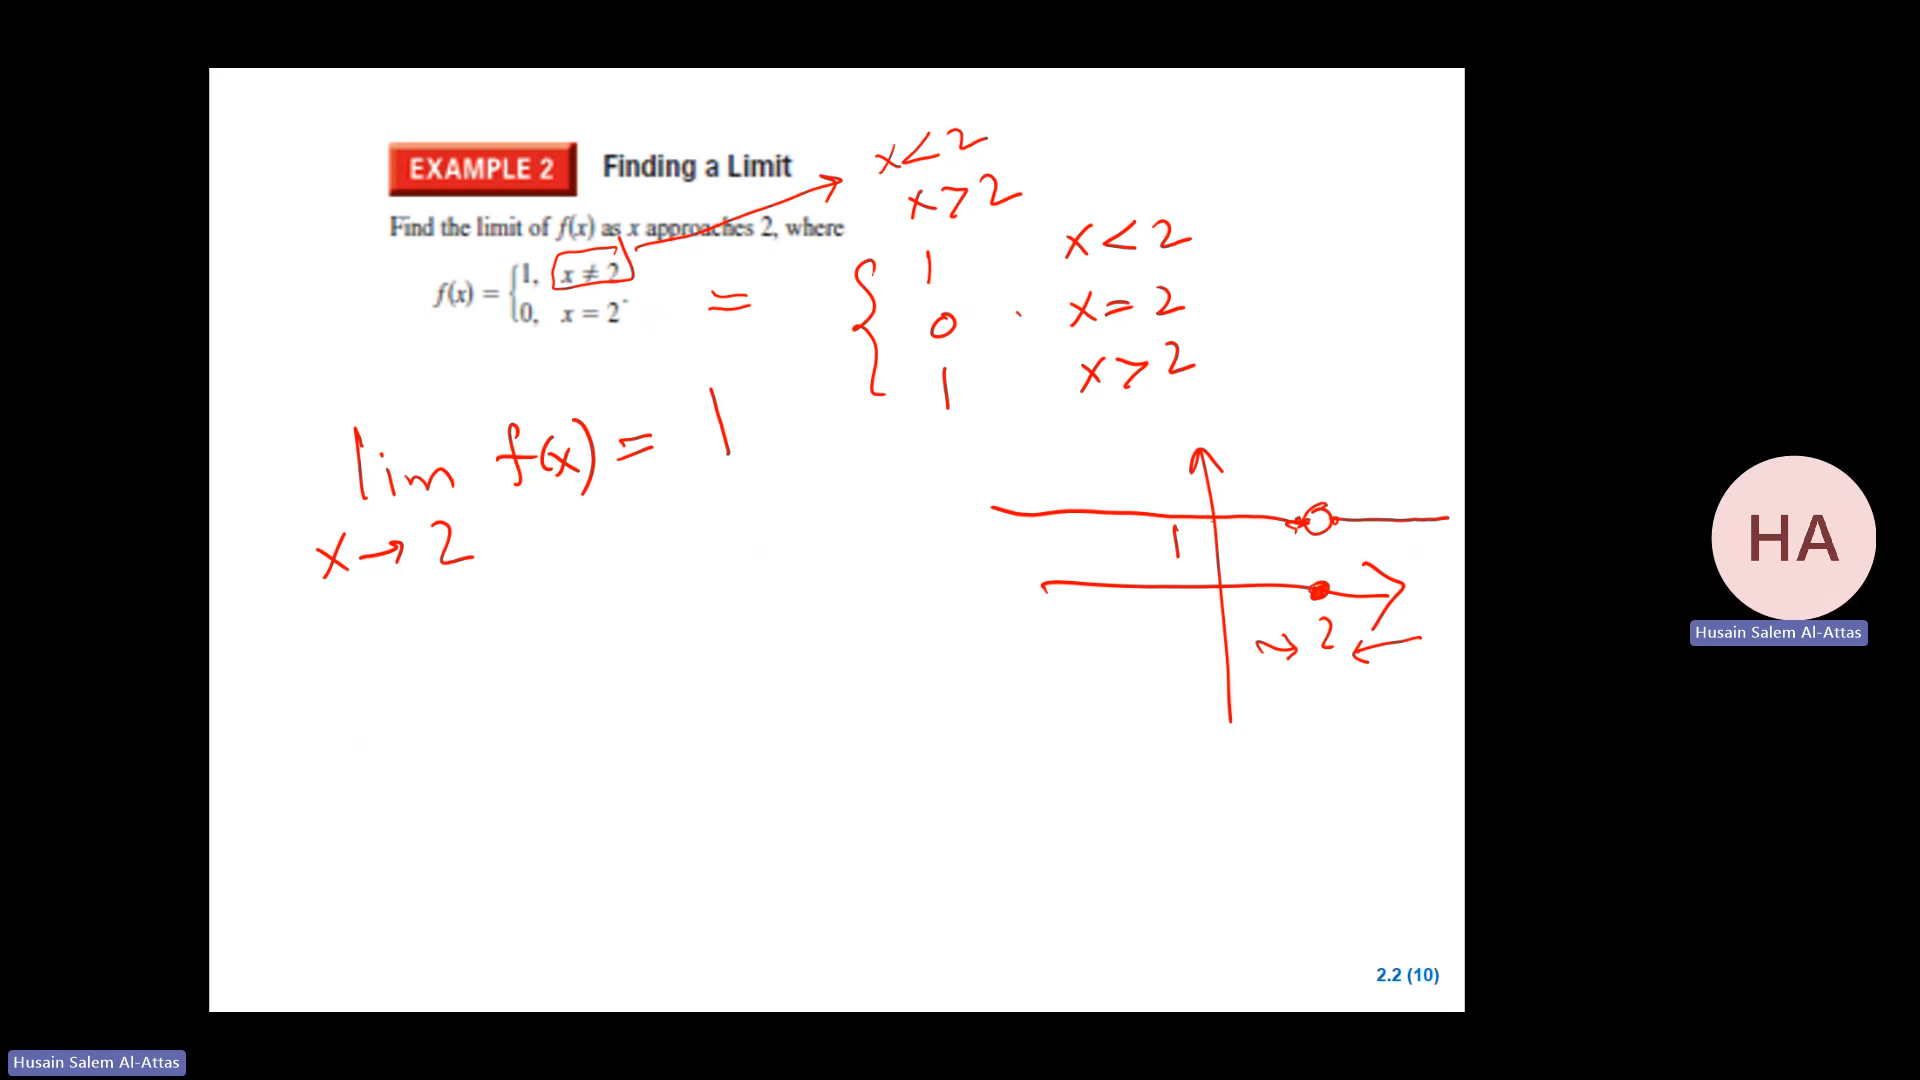 EXAMPLE 2 Finding a Limit
x<2
x>2
Find the limit of f(x) as x approaches 2, where
f(x) = {1, x ≠ 2
0, x = 2.
= {1 x<2
0 x=2
1 x>2
lim f(x) = 1
x→2
1
2
HA
Husain Salem Al-Attas
2.2 (10)
Husain Salem Al-Attas